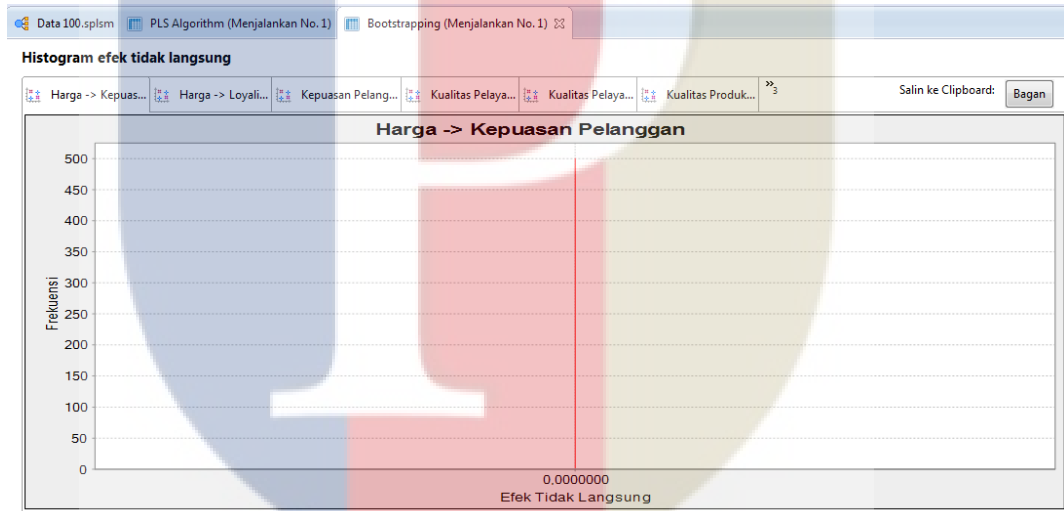 Data 100.splsm PLS Algorithm (Menjalankan No. 1) Bootstrapping (Menjalankan No. 1)
Histogram efek tidak langsung
Harga -> Kepuas... Harga -> Loyali... Kepuasan Pelang... Kualitas Pelaya... Kualitas Pelaya... Kualitas Produk... »3 Salin ke Clipboard: Bagan
Harga -> Kepuasan Pelanggan
500
450
400
350
300
250
200
150
100
50
0
Frekuensi
0,0000000
Efek Tidak Langsung